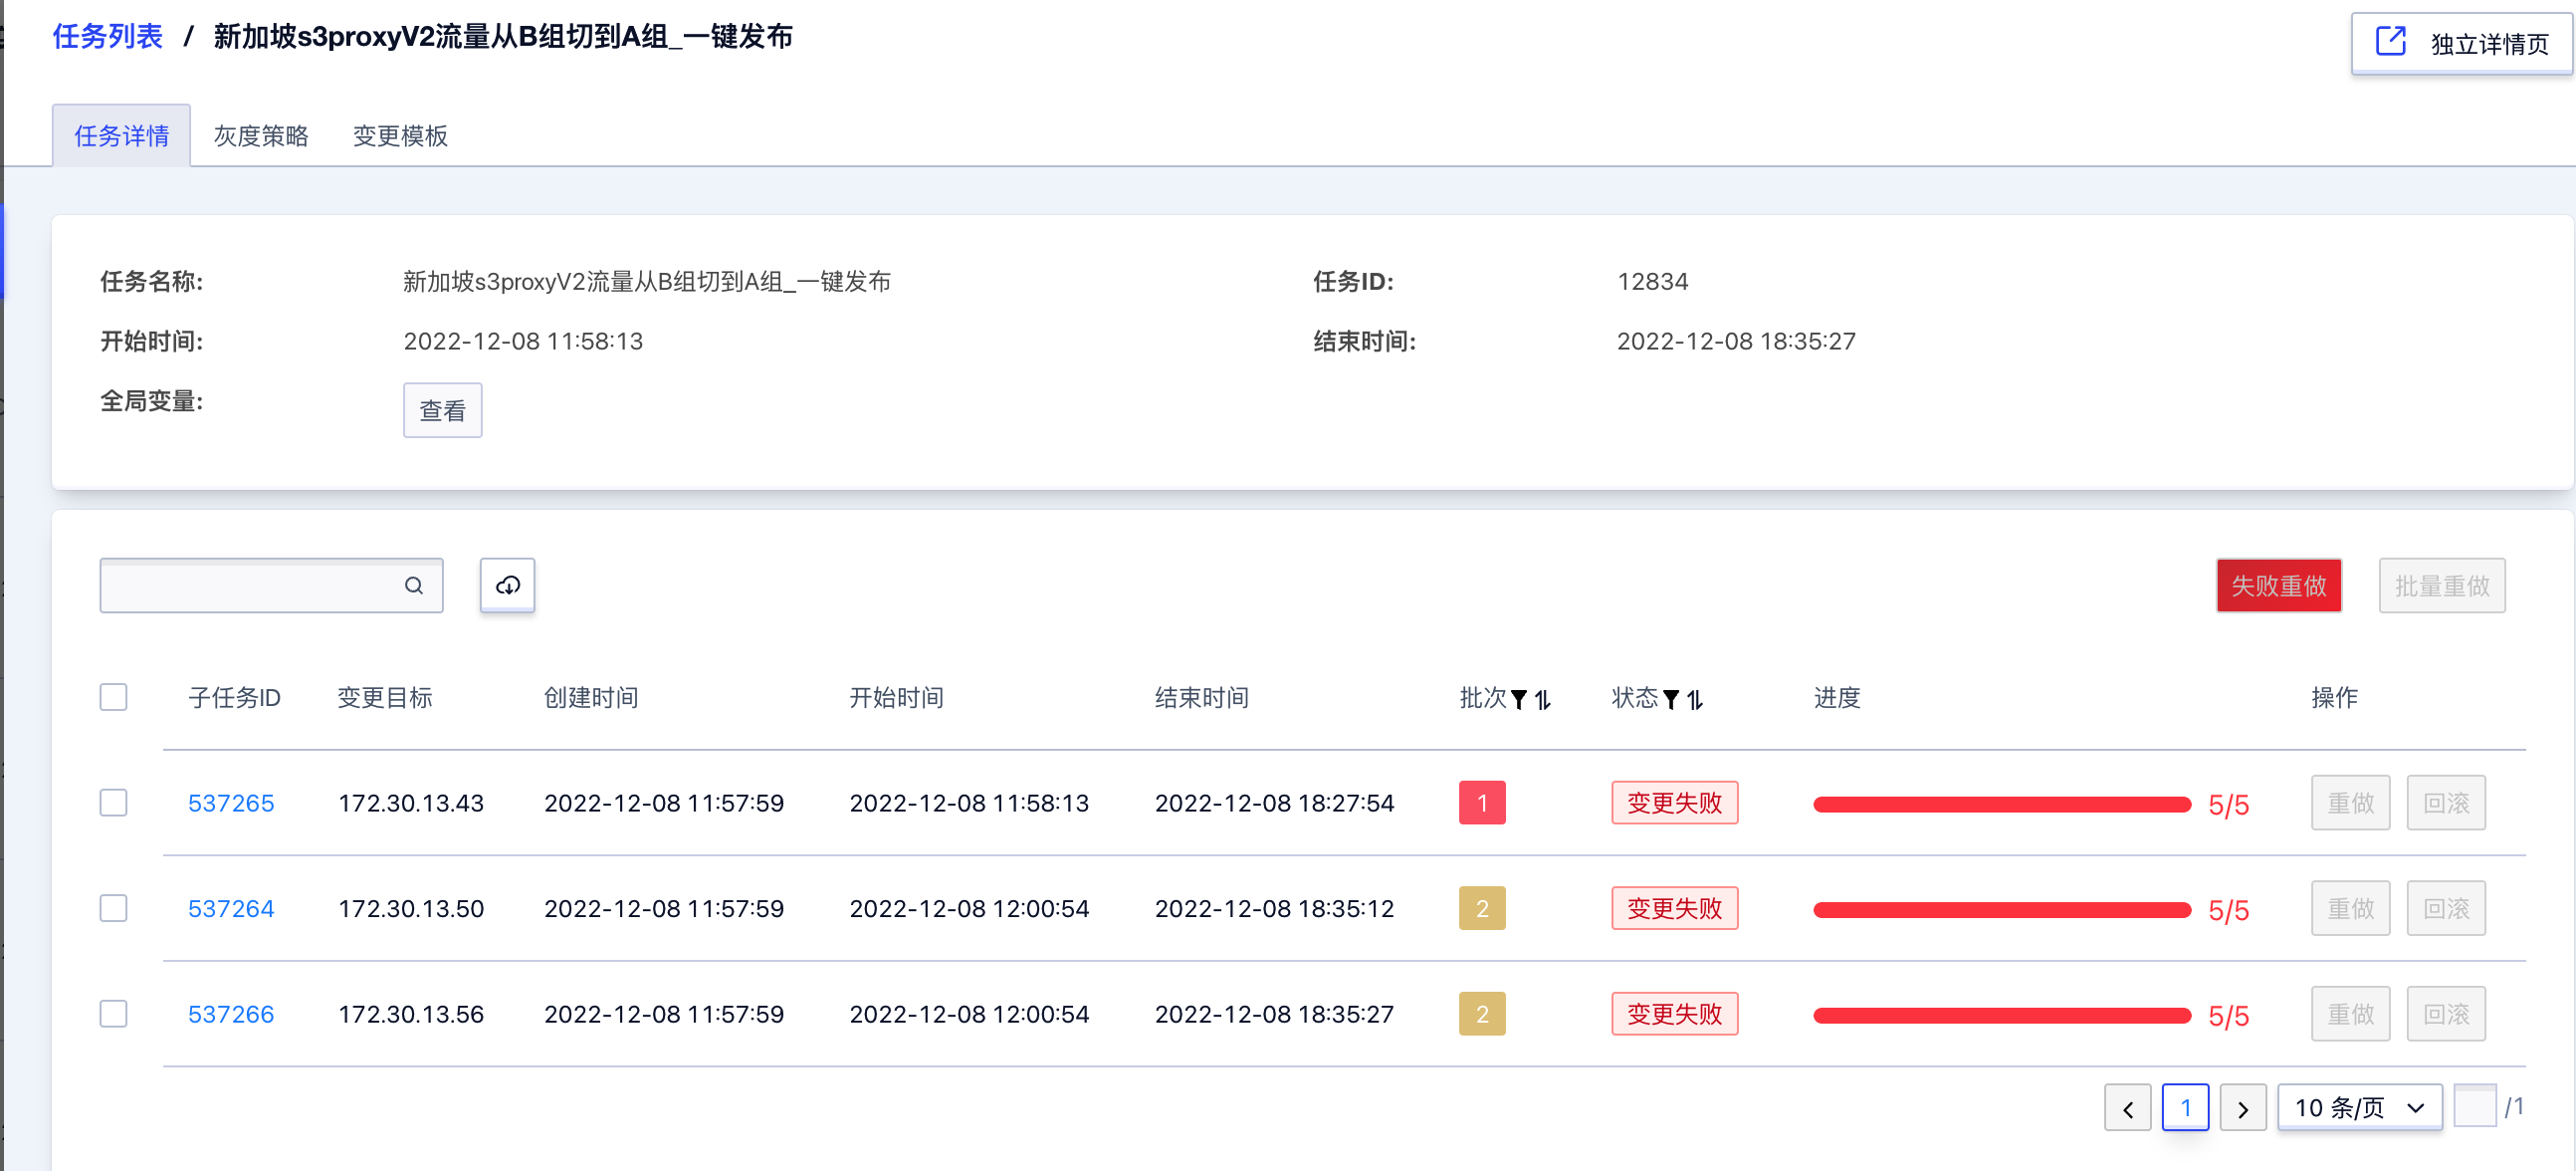 任务列表 / 新加坡s3proxyV2流量从B组切到A组_一键发布
独立详情页
任务详情 灰度策略 变更模板
任务名称: 新加坡s3proxyV2流量从B组切到A组_一键发布 任务ID: 12834
开始时间: 2022-12-08 11:58:13 结束时间: 2022-12-08 18:35:27
全局变量: 查看
失败重做 批量重做
子任务ID 变更目标 创建时间 开始时间 结束时间 批次 状态 进度 操作
537265 172.30.13.43 2022-12-08 11:57:59 2022-12-08 11:58:13 2022-12-08 18:27:54 1 变更失败 5/5 重做 回滚
537264 172.30.13.50 2022-12-08 11:57:59 2022-12-08 12:00:54 2022-12-08 18:35:12 2 变更失败 5/5 重做 回滚
537266 172.30.13.56 2022-12-08 11:57:59 2022-12-08 12:00:54 2022-12-08 18:35:27 2 变更失败 5/5 重做 回滚
1 10 条/页 /1